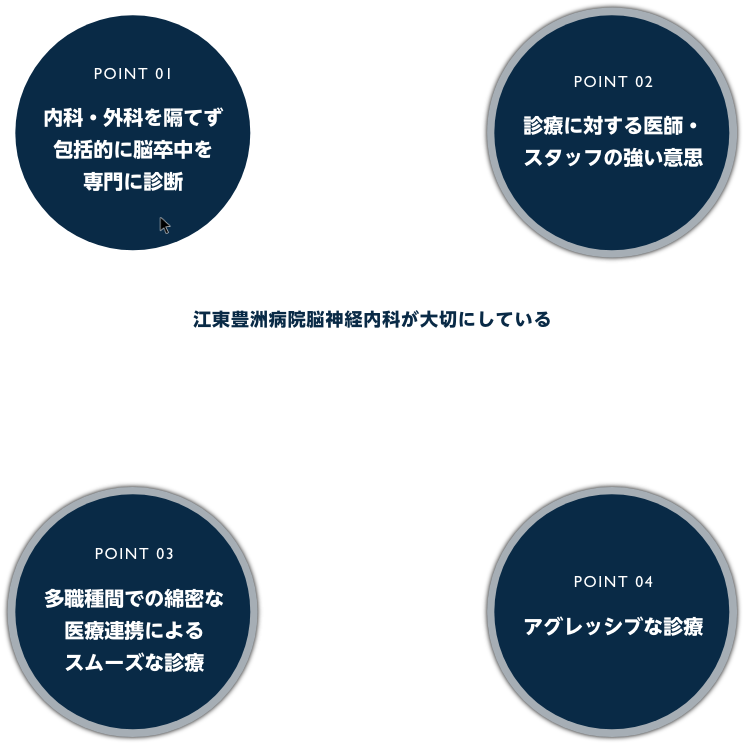 POINT 01
内科・外科を隔てず
包括的に脳卒中を
専門に診断
POINT 02
診療に対する医師・
スタッフの強い意思
江東豊洲病院脳神経内科が大切にしている
POINT 03
多職種間での綿密な
医療連携による
スムーズな診療
POINT 04
アグレッシブな診療